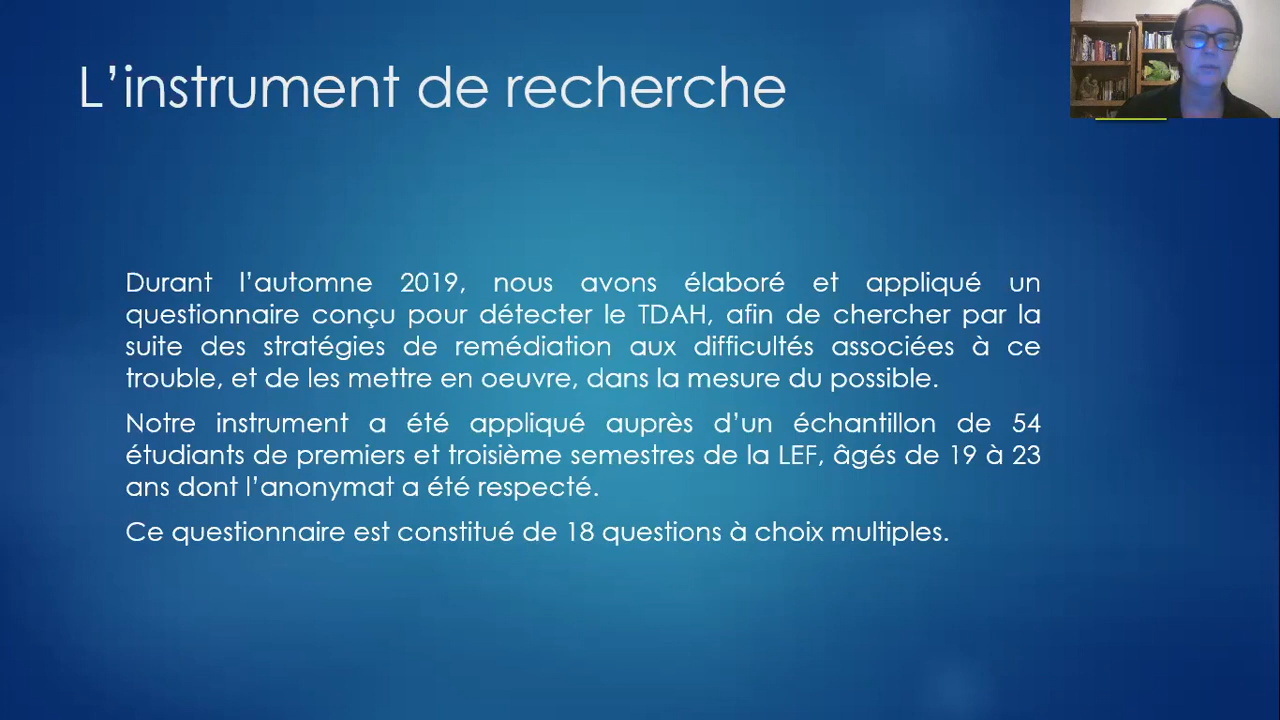 L’instrument de recherche
Durant l’automne 2019, nous avons élaboré et appliqué un
questionnaire conçu pour détecter le TDAH, afin de chercher par la
suite des stratégies de remédiation aux difficultés associées à ce
trouble, et de les mettre en oeuvre, dans la mesure du possible.
Notre instrument a été appliqué auprès d’un échantillon de 54
étudiants de premiers et troisième semestres de la LEF, âgés de 19 à 23
ans dont l’anonymat a été respecté.
Ce questionnaire est constitué de 18 questions à choix multiples.